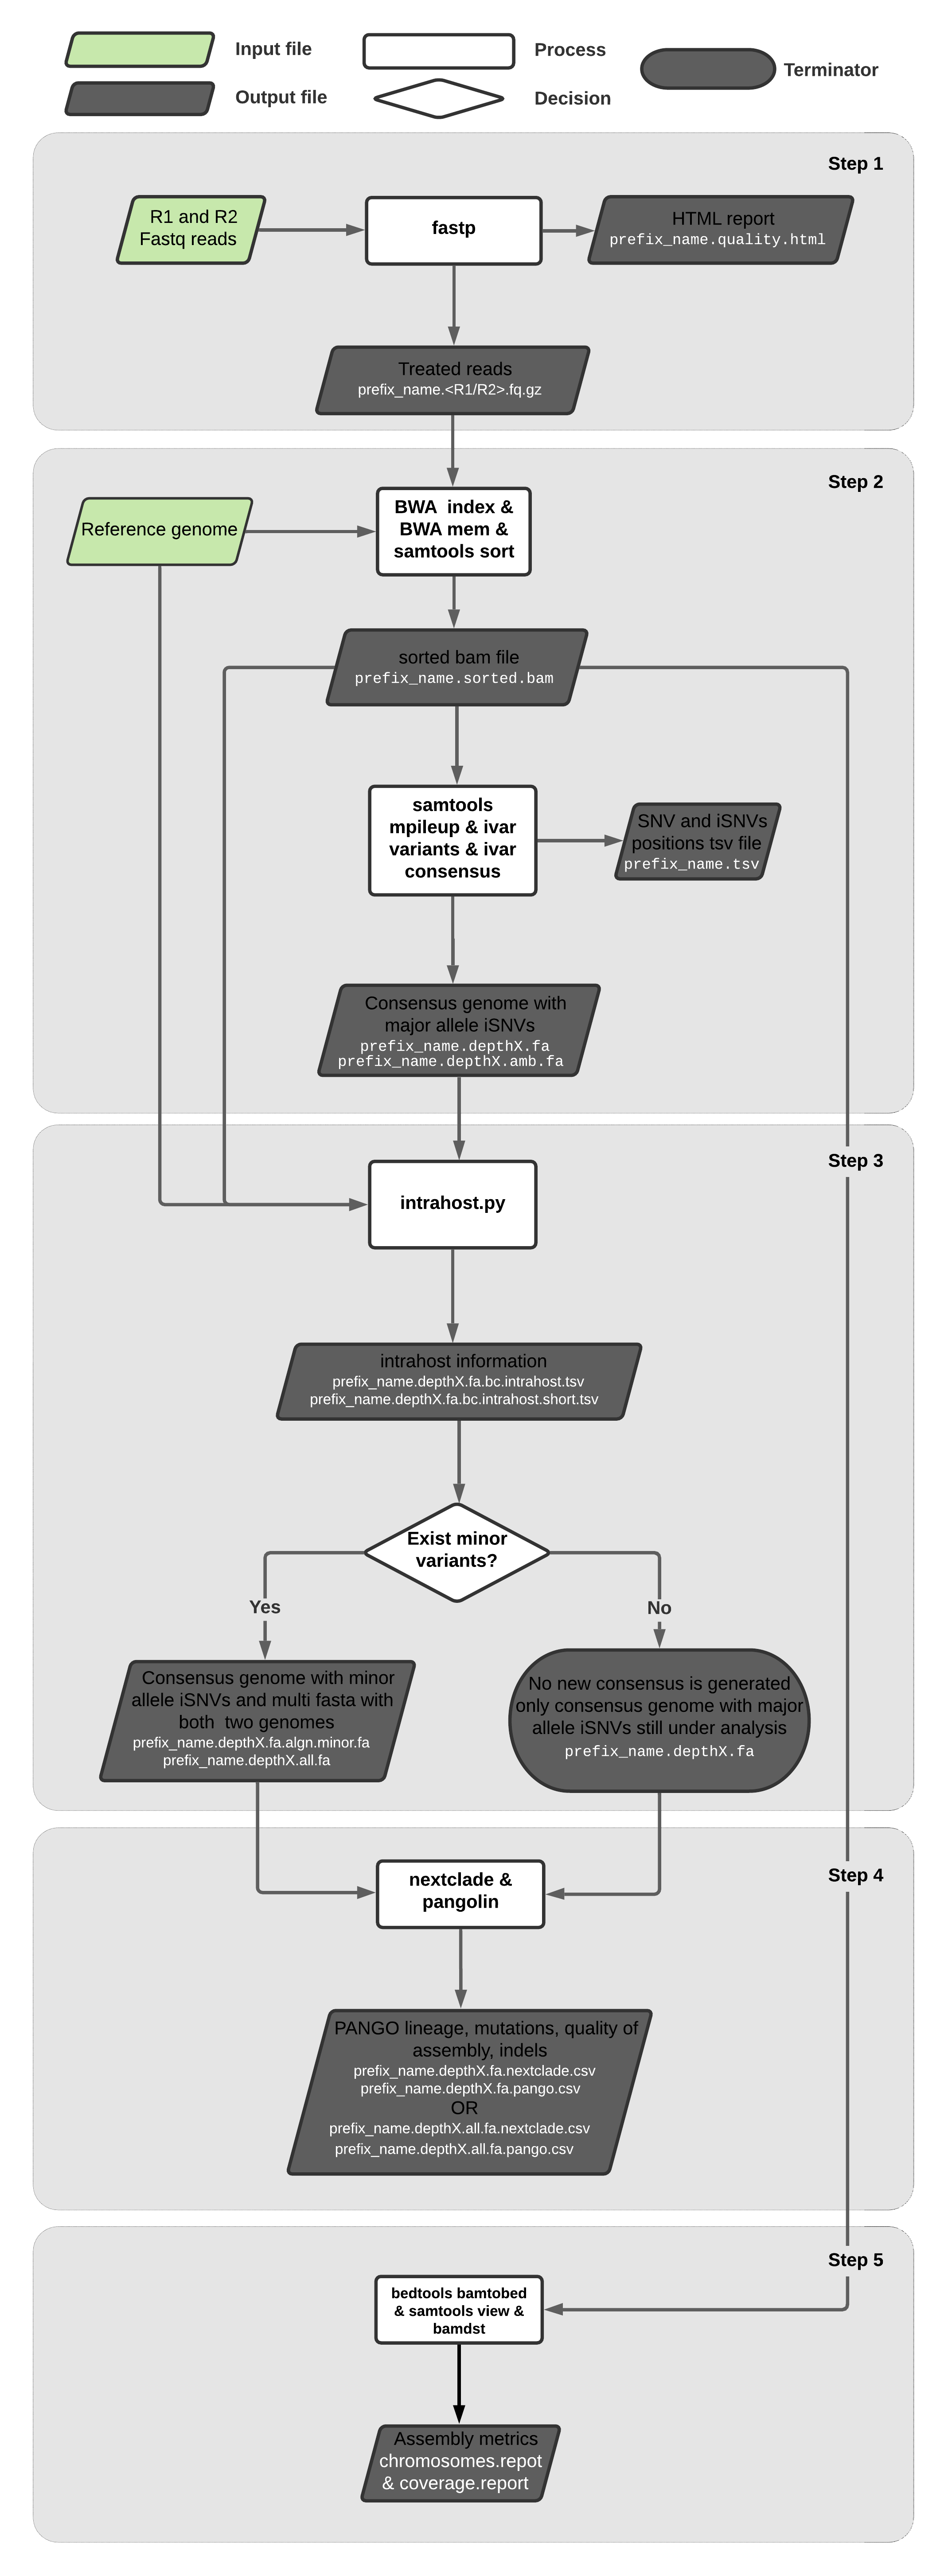 Input file
Process
Terminator
Output file
Decision
Step 1
R1 and R2
Fastq reads
fastp
HTML report
prefix_name.quality.html
Treated reads
prefix_name.<R1/R2>.fq.gz
Step 2
Reference genome
BWA  index &
BWA mem &
samtools sort
sorted bam file
prefix_name.sorted.bam
samtools
mpileup & ivar
variants & ivar
consensus
SNV and iSNVs
positions tsv file
prefix_name.tsv
Consensus genome with
major allele iSNVs
prefix_name.depthX.fa
prefix_name.depthX.amb.fa
Step 3
intrahost.py
intrahost information
prefix_name.depthX.fa.bc.intrahost.tsv
prefix_name.depthX.fa.bc.intrahost.short.tsv
Exist minor
variants?
Yes
No
Consensus genome with minor
allele iSNVs and multi fasta with
both  two genomes
prefix_name.depthX.fa.algn.minor.fa
prefix_name.depthX.all.fa
No new consensus is generated
only consensus genome with major
allele iSNVs still under analysis
prefix_name.depthX.fa
Step 4
nextclade &
pangolin
PANGO lineage, mutations, quality of
assembly, indels
prefix_name.depthX.fa.nextclade.csv
prefix_name.depthX.fa.pango.csv
OR
prefix_name.depthX.all.fa.nextclade.csv
prefix_name.depthX.all.fa.pango.csv
Step 5
bedtools bamtobed
& samtools view &
bamdst
Assembly metrics
chromosomes.repot
& coverage.report